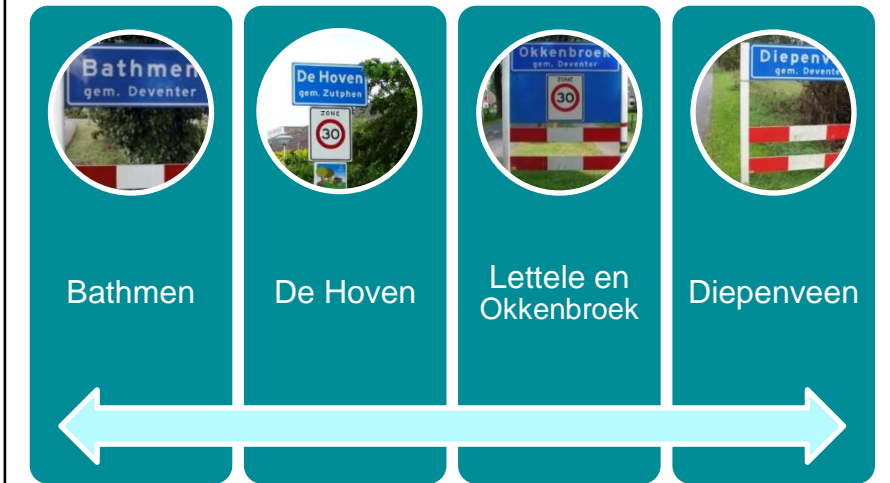 Bathmen
gem. Deventer
De Hoven
gem. Zutphen
ZONE
30
Okkenbroek
gem. Deventer
ZONE
30
Diepenv
gem. Devente
Bathmen
De Hoven
Lettele en
Okkenbroek
Diepenveen